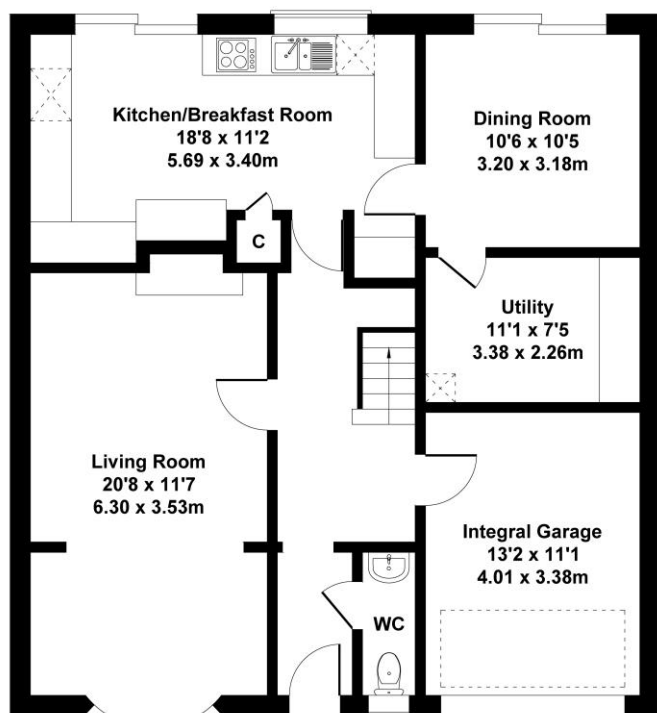 Kitchen/Breakfast Room
18'8 x 11'2
5.69 x 3.40m
Dining Room
10'6 x 10'5
3.20 x 3.18m
C
Utility
11'1 x 7'5
3.38 x 2.26m
Living Room
20'8 x 11'7
6.30 x 3.53m
Integral Garage
13'2 x 11'1
4.01 x 3.38m
WC